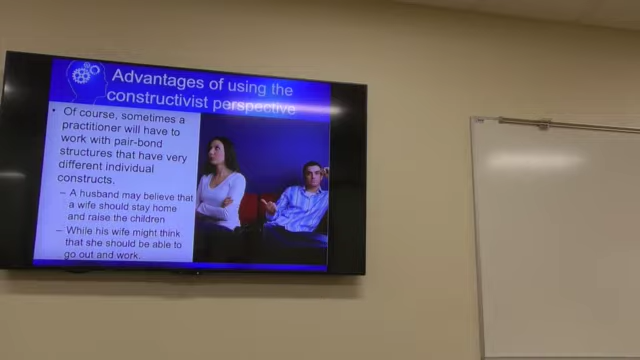 Advantages of using the
constructivist perspective
• Of course, sometimes a
practitioner will have to
work with pair-bond
structures that have very
different individual
constructs.
– A husband may believe that
a wife should stay home
and raise the children
– While his wife might think
that she should be able to
go out and work.